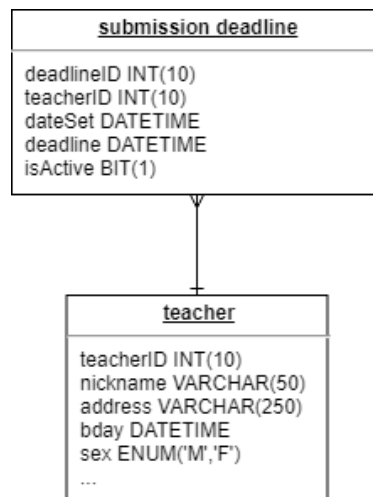 submission deadline
deadlineID INT(10)
teacherID INT(10)
dateSet DATETIME
deadline DATETIME
isActive BIT(1)
teacher
teacherID INT(10)
nickname VARCHAR(50)
address VARCHAR(250)
bday DATETIME
sex ENUM('M','F')
...